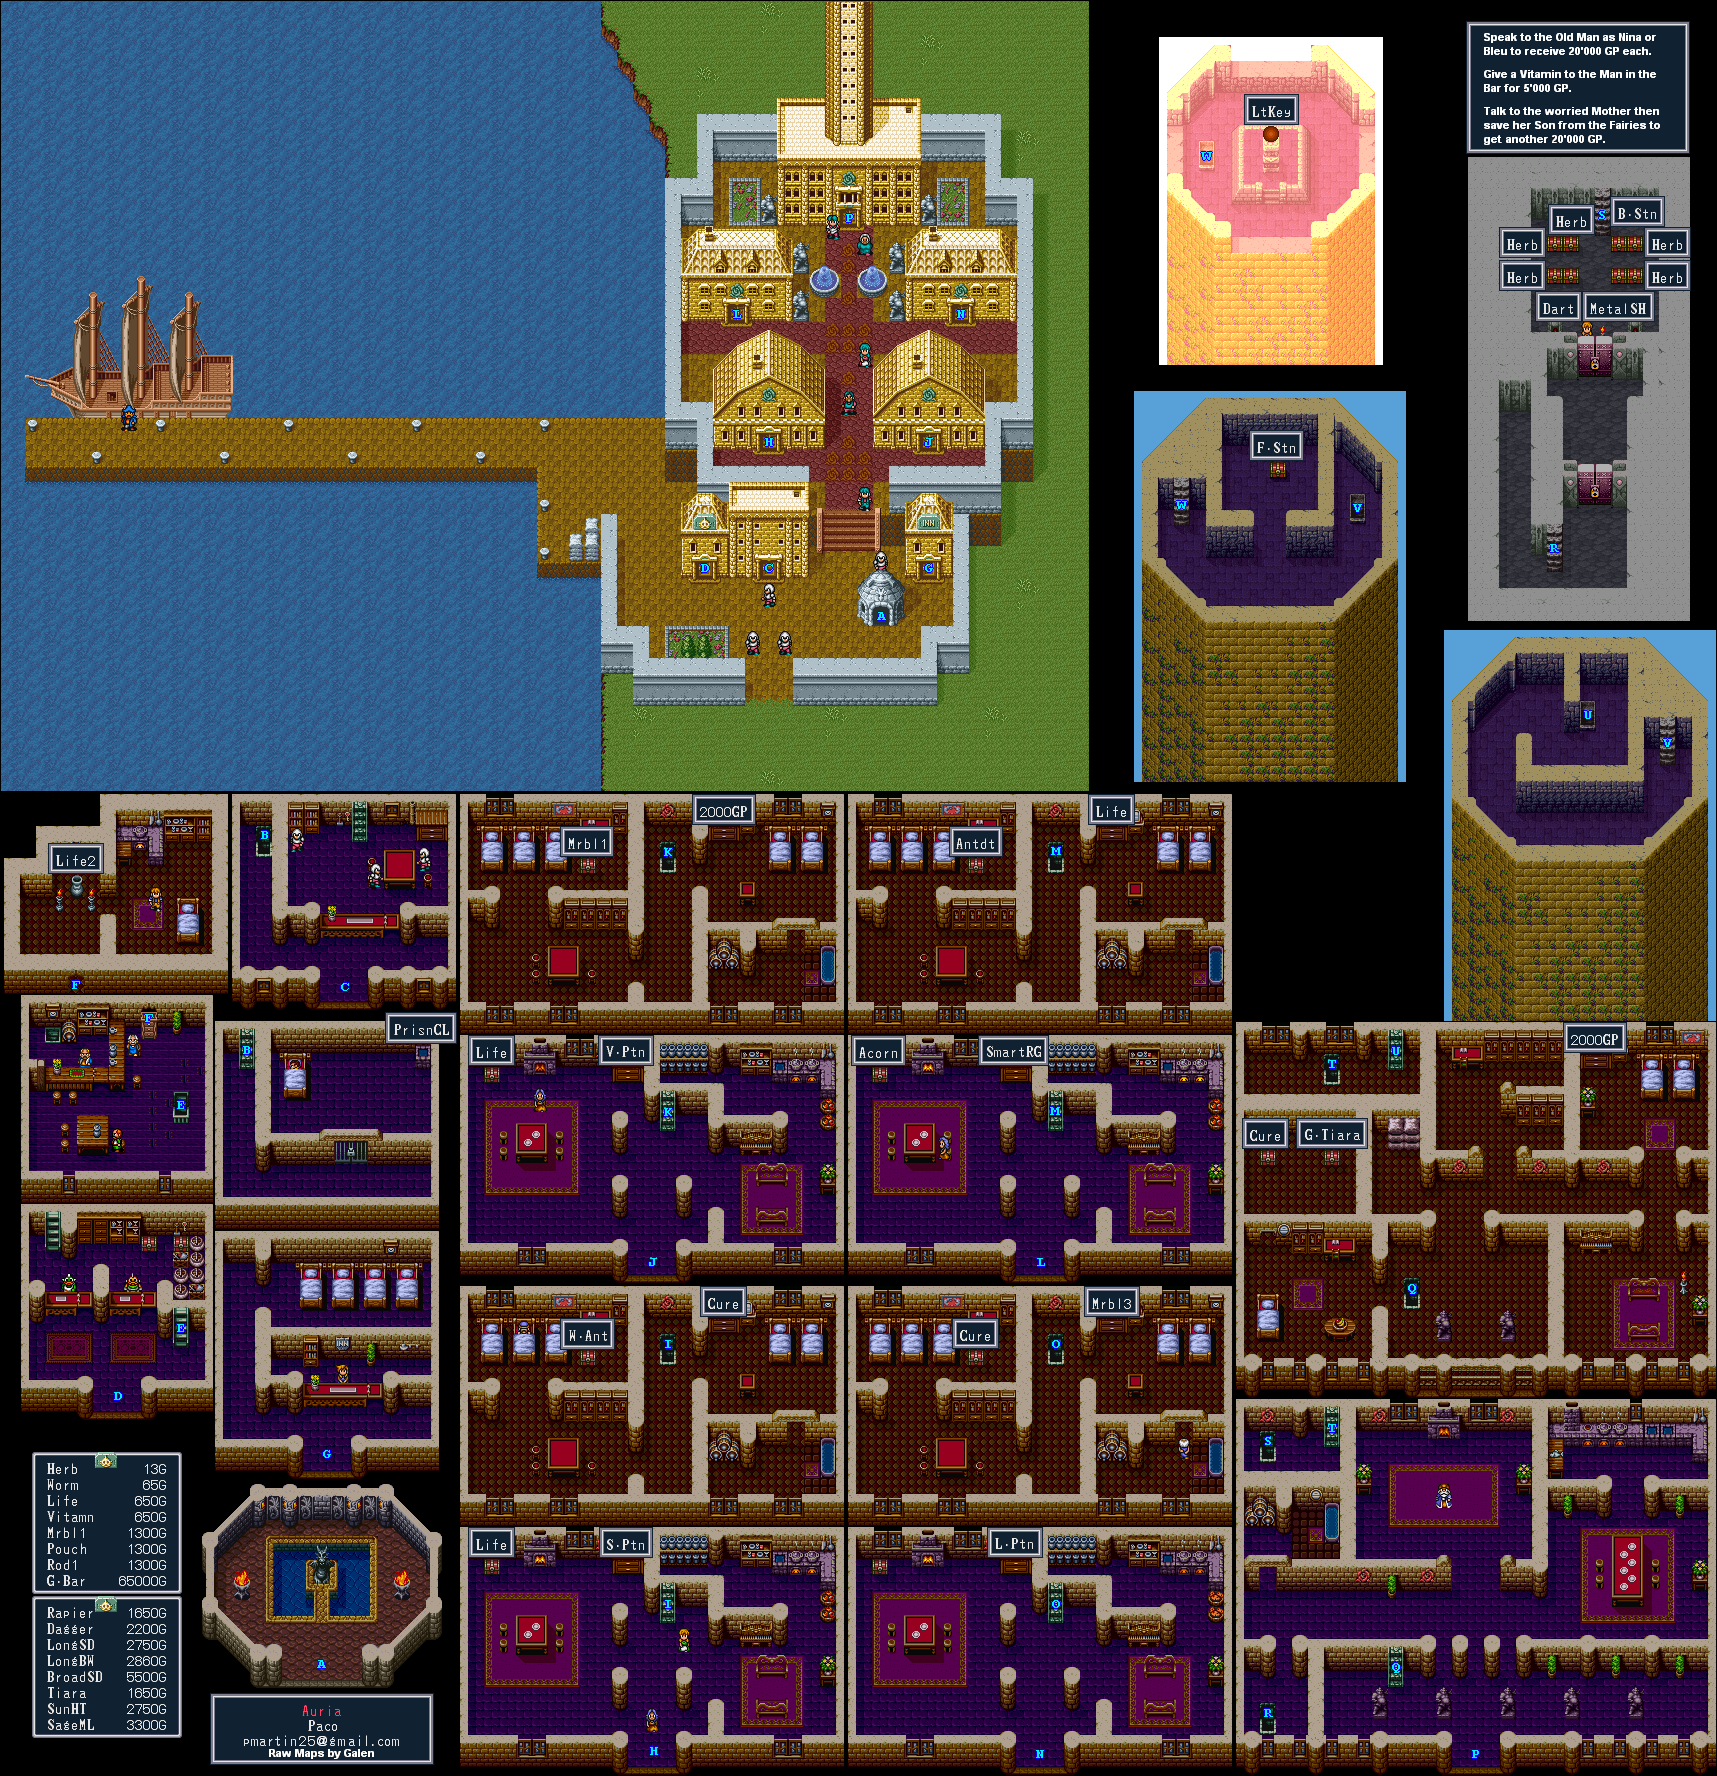 Speak to the Old Man as Nina or
Bleu to receive 20'000 GP each.
Give a Vitamin to the Man in the
Bar for 5'000 GP.
Talk to the worried Mother then
save her Son from the Fairies to
get another 20'000 GP.
LtKey
W
S
Herb
B·Stn
Herb
Herb
Herb
Herb
Dart
MetalSH
R
P
L
N
H
J
D
C
INN
G
A
F·Stn
W
V
U
V
Life2
F
B
C
2000GP
Mrbl1
K
Life
Antdt
M
F
E
PrisnCL
B
Life
V·Ptn
K
J
Acorn
SmartRG
M
L
T
U
2000GP
Cure
G·Tiara
Q
E
D
INN
G
Cure
W·Ant
I
Mrbl3
Cure
O
S
T
Q
R
P
Life
S·Ptn
I
H
L·Ptn
O
N
Herb 13G
Worm 65G
Life 650G
Vitamn 650G
Mrbl1 1300G
Pouch 1300G
Rod1 1300G
G·Bar 65000G
Rapier 1650G
Dagger 2200G
LongSD 2750G
LongBW 2860G
BroadSD 5500G
Tiara 1650G
SunHT 2750G
SageML 3300G
A
Auria
Paco
pmartin25@gmail.com
Raw Maps by Galen